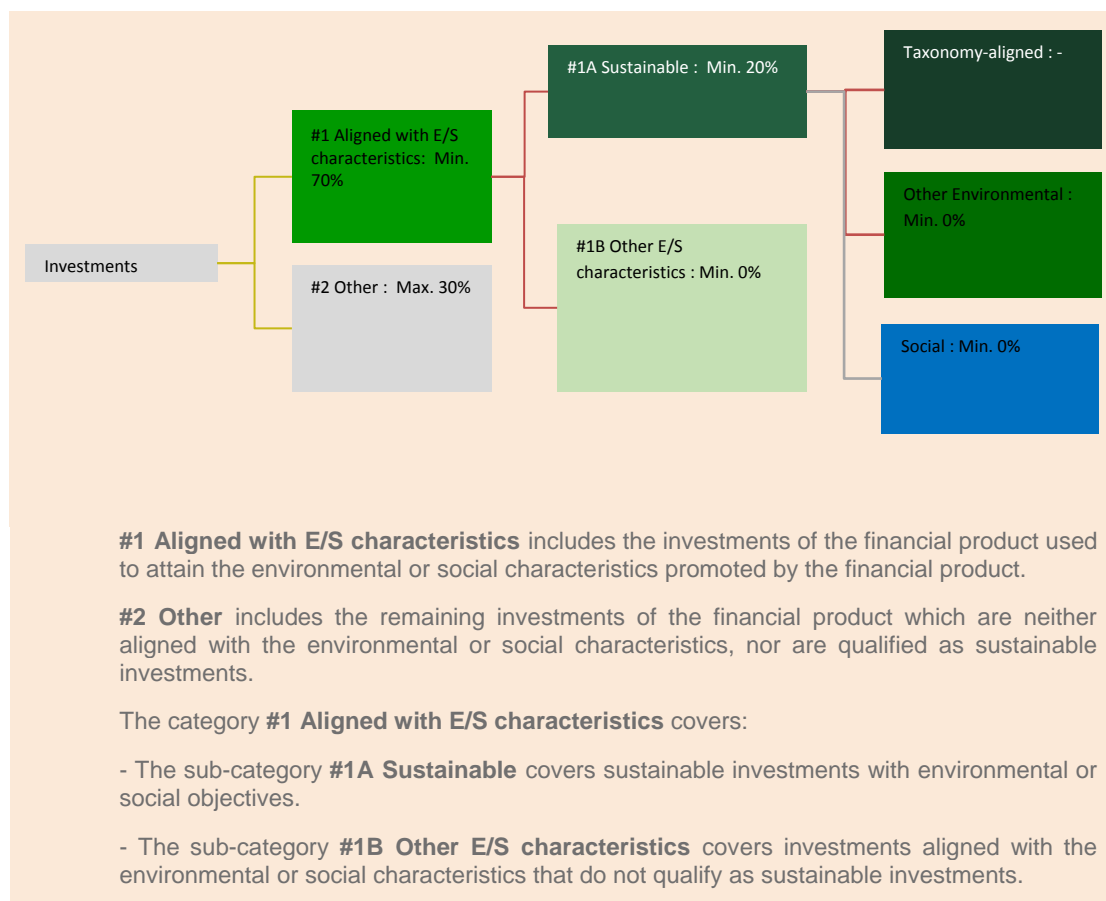 Investments
#1 Aligned with E/S
characteristics:  Min.
70%
#2 Other :  Max. 30%
#1A Sustainable :  Min. 20%
#1B Other E/S
characteristics : Min. 0%
Taxonomy-aligned : -
Other Environmental :
Min. 0%
Social : Min. 0%
#1 Aligned with E/S characteristics includes the investments of the financial product used
to attain the environmental or social characteristics promoted by the financial product.
#2 Other includes the remaining investments of the financial product which are neither
aligned with the environmental or social characteristics, nor are qualified as sustainable
investments.
The category #1 Aligned with E/S characteristics covers:
- The sub-category #1A Sustainable covers sustainable investments with environmental or
social objectives.
- The sub-category #1B Other E/S characteristics covers investments aligned with the
environmental or social characteristics that do not qualify as sustainable investments.